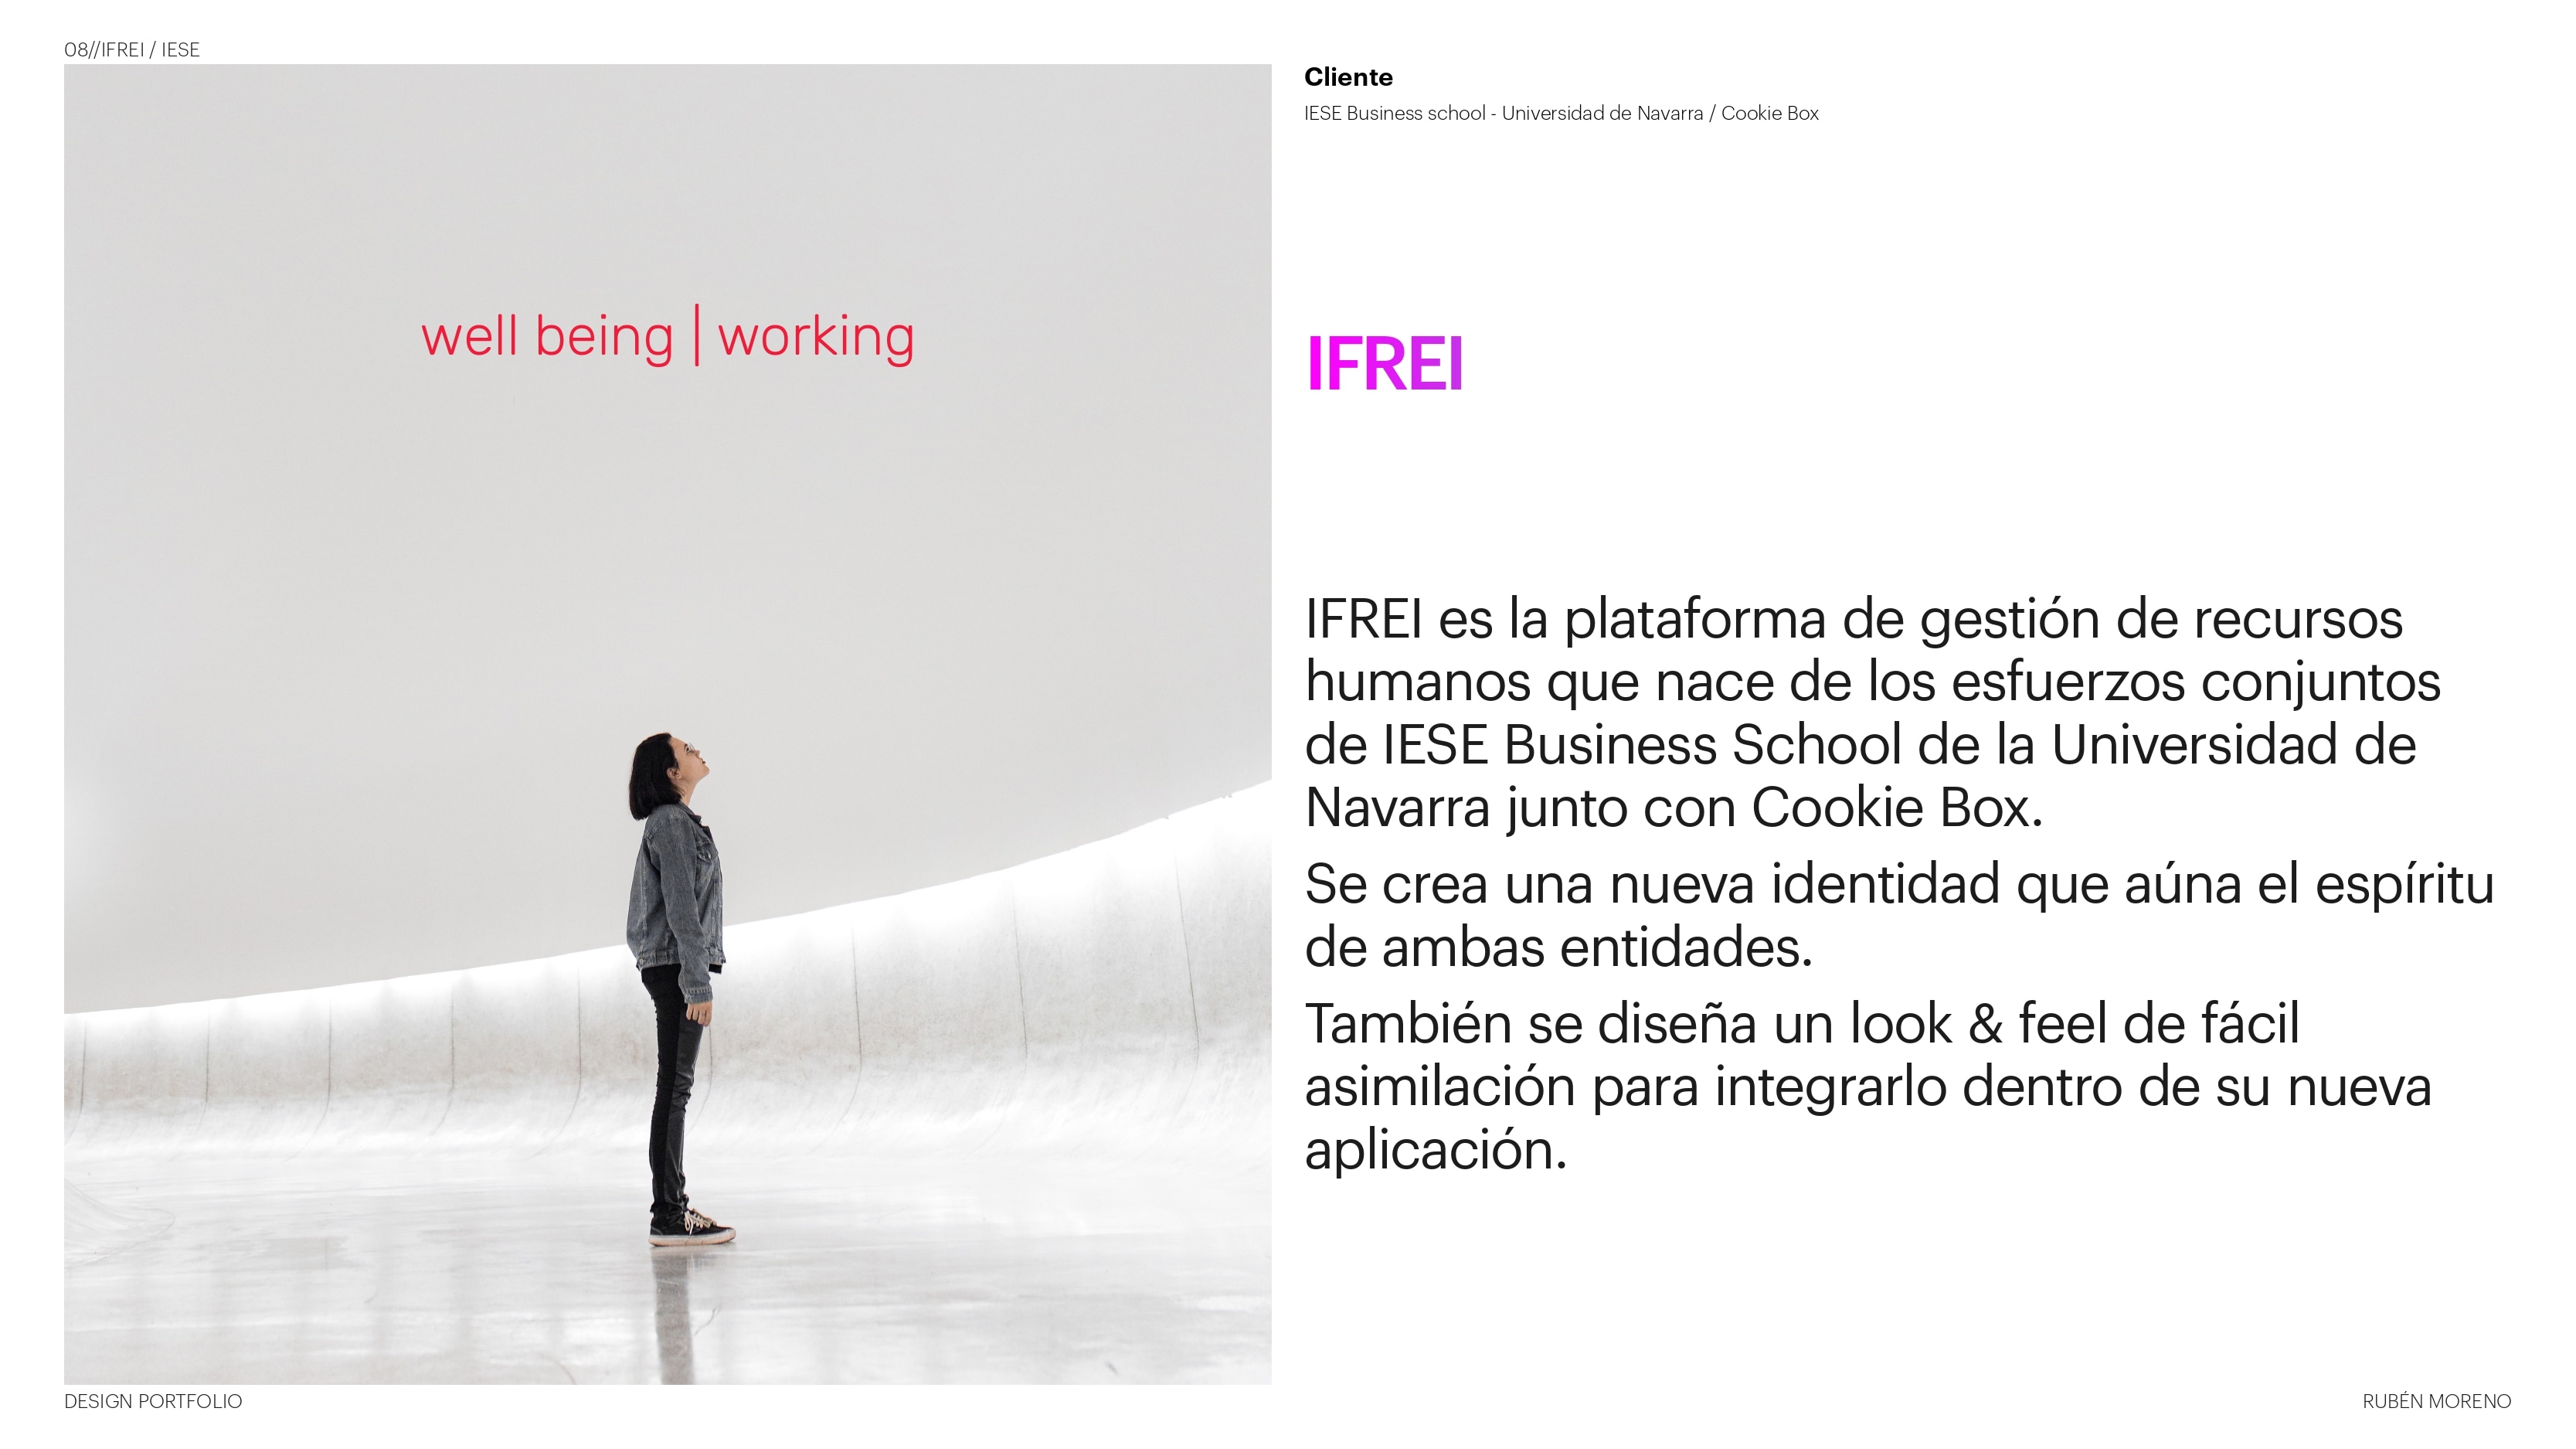 08//IFREI / IESE
well being | working
DESIGN PORTFOLIO
Cliente
IESE Business school - Universidad de Navarra / Cookie Box
IFREI
IFREI es la plataforma de gestión de recursos
humanos que nace de los esfuerzos conjuntos
de IESE Business School de la Universidad de
Navarra junto con Cookie Box.
Se crea una nueva identidad que aúna el espíritu
de ambas entidades.
También se diseña un look & feel de fácil
asimilación para integrarlo dentro de su nueva
aplicación.
RUBÉN MORENO